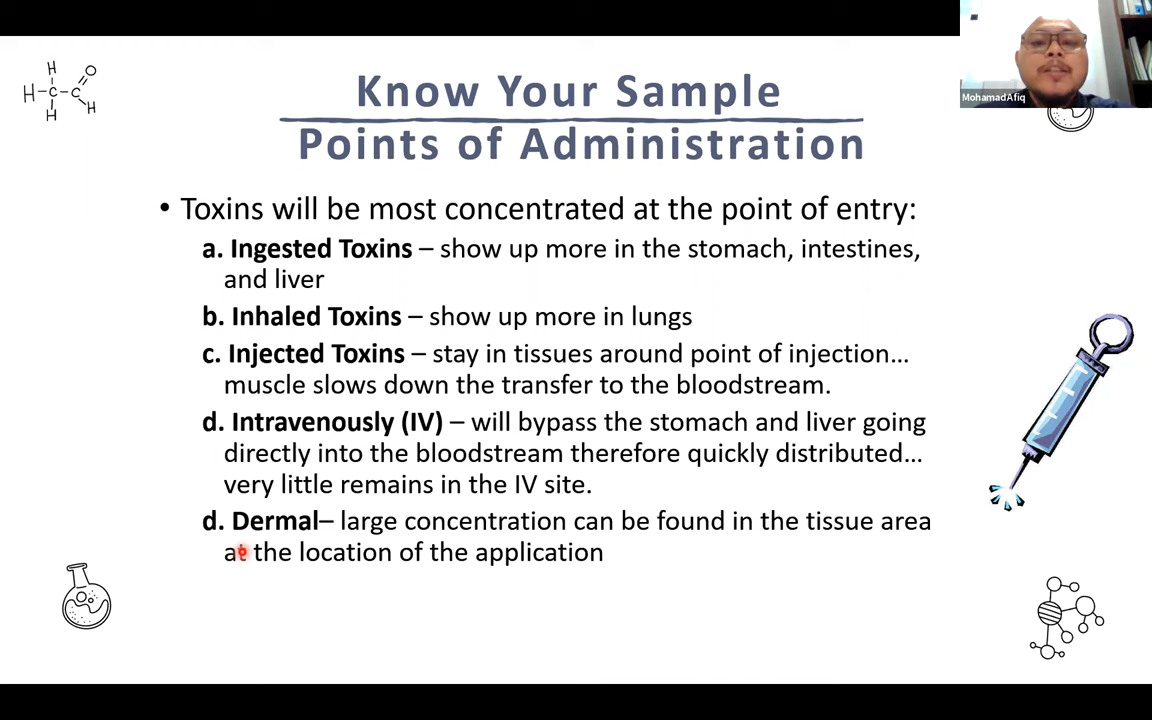 MohamadAfiq
H
O
H-C-C
H
H
Know Your Sample
Points of Administration
• Toxins will be most concentrated at the point of entry:
a. Ingested Toxins – show up more in the stomach, intestines,
and liver
b. Inhaled Toxins – show up more in lungs
c. Injected Toxins – stay in tissues around point of injection...
muscle slows down the transfer to the bloodstream.
d. Intravenously (IV) – will bypass the stomach and liver going
directly into the bloodstream therefore quickly distributed...
very little remains in the IV site.
d. Dermal– large concentration can be found in the tissue area
at the location of the application